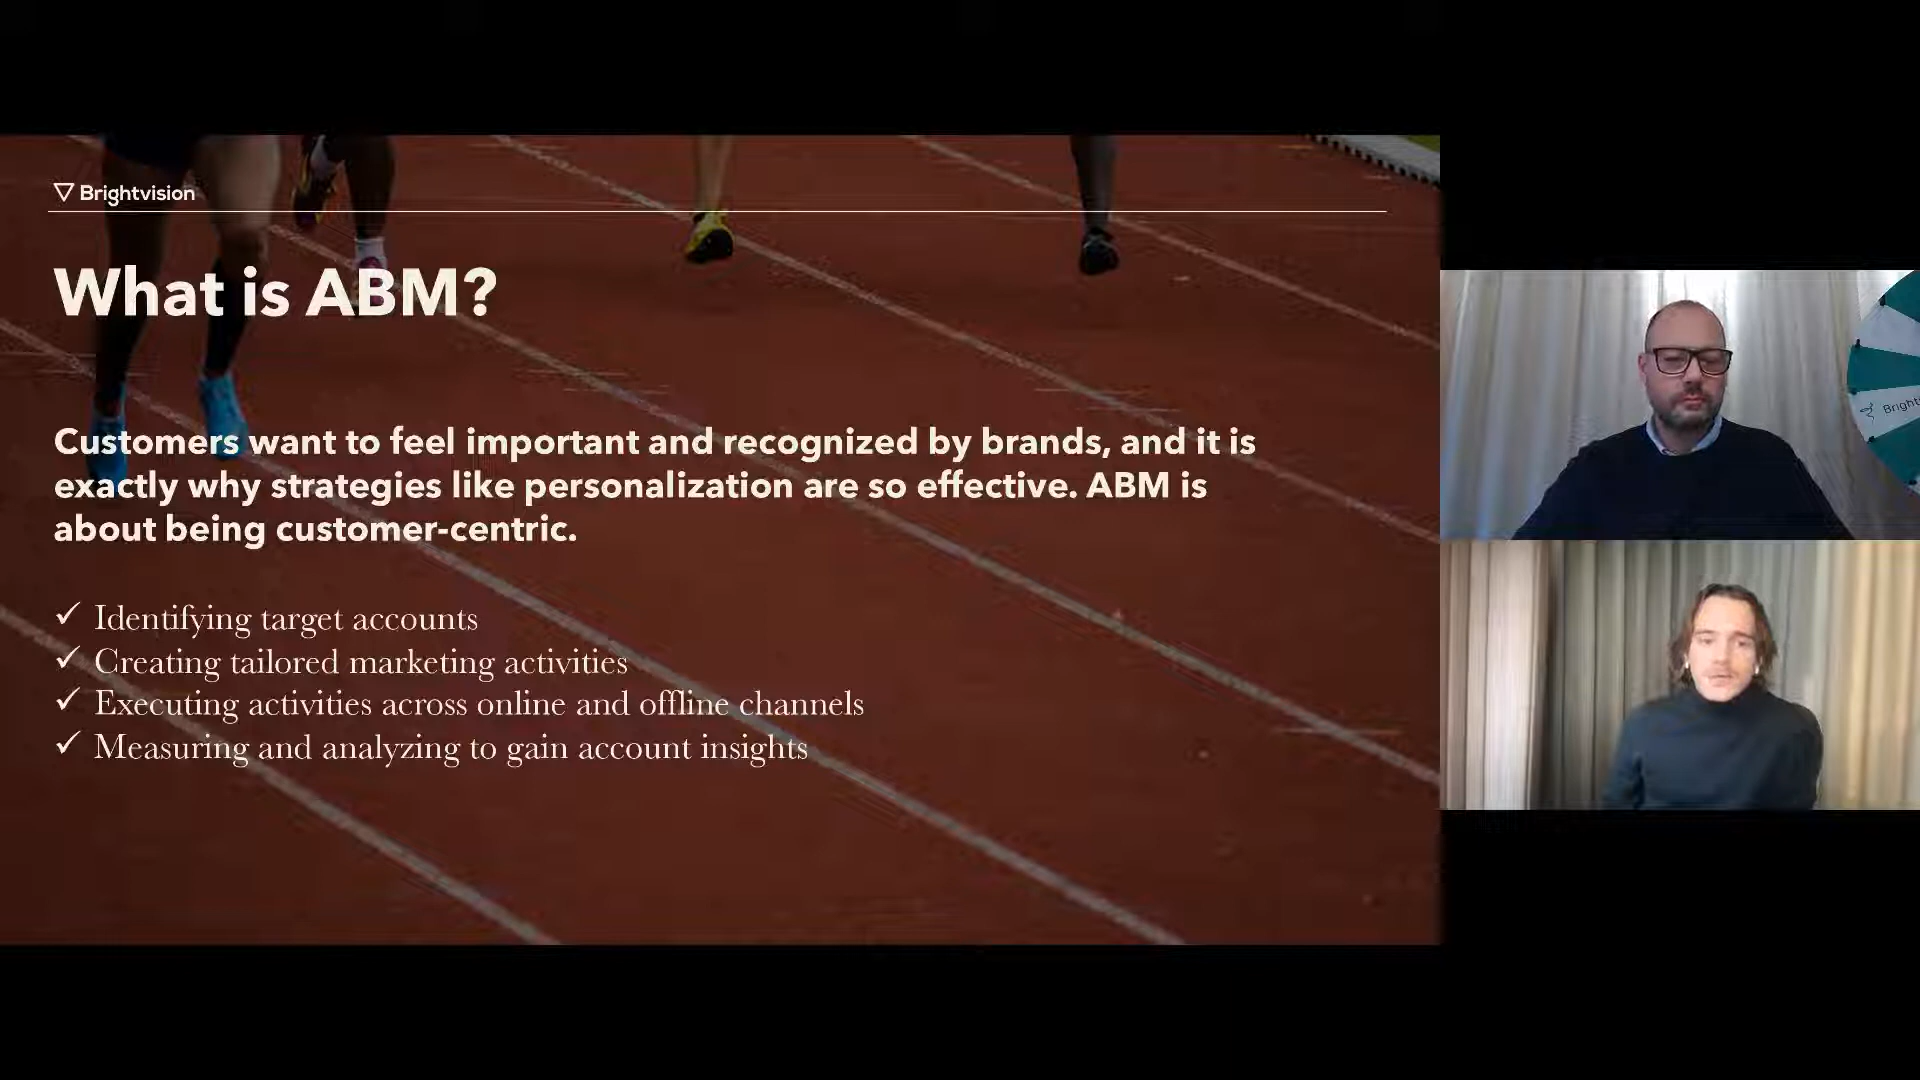 Brightvision
What is ABM?
Customers want to feel important and recognized by brands, and it is
exactly why strategies like personalization are so effective. ABM is
about being customer-centric.
✓ Identifying target accounts
✓ Creating tailored marketing activities
✓ Executing activities across online and offline channels
✓ Measuring and analyzing to gain account insights